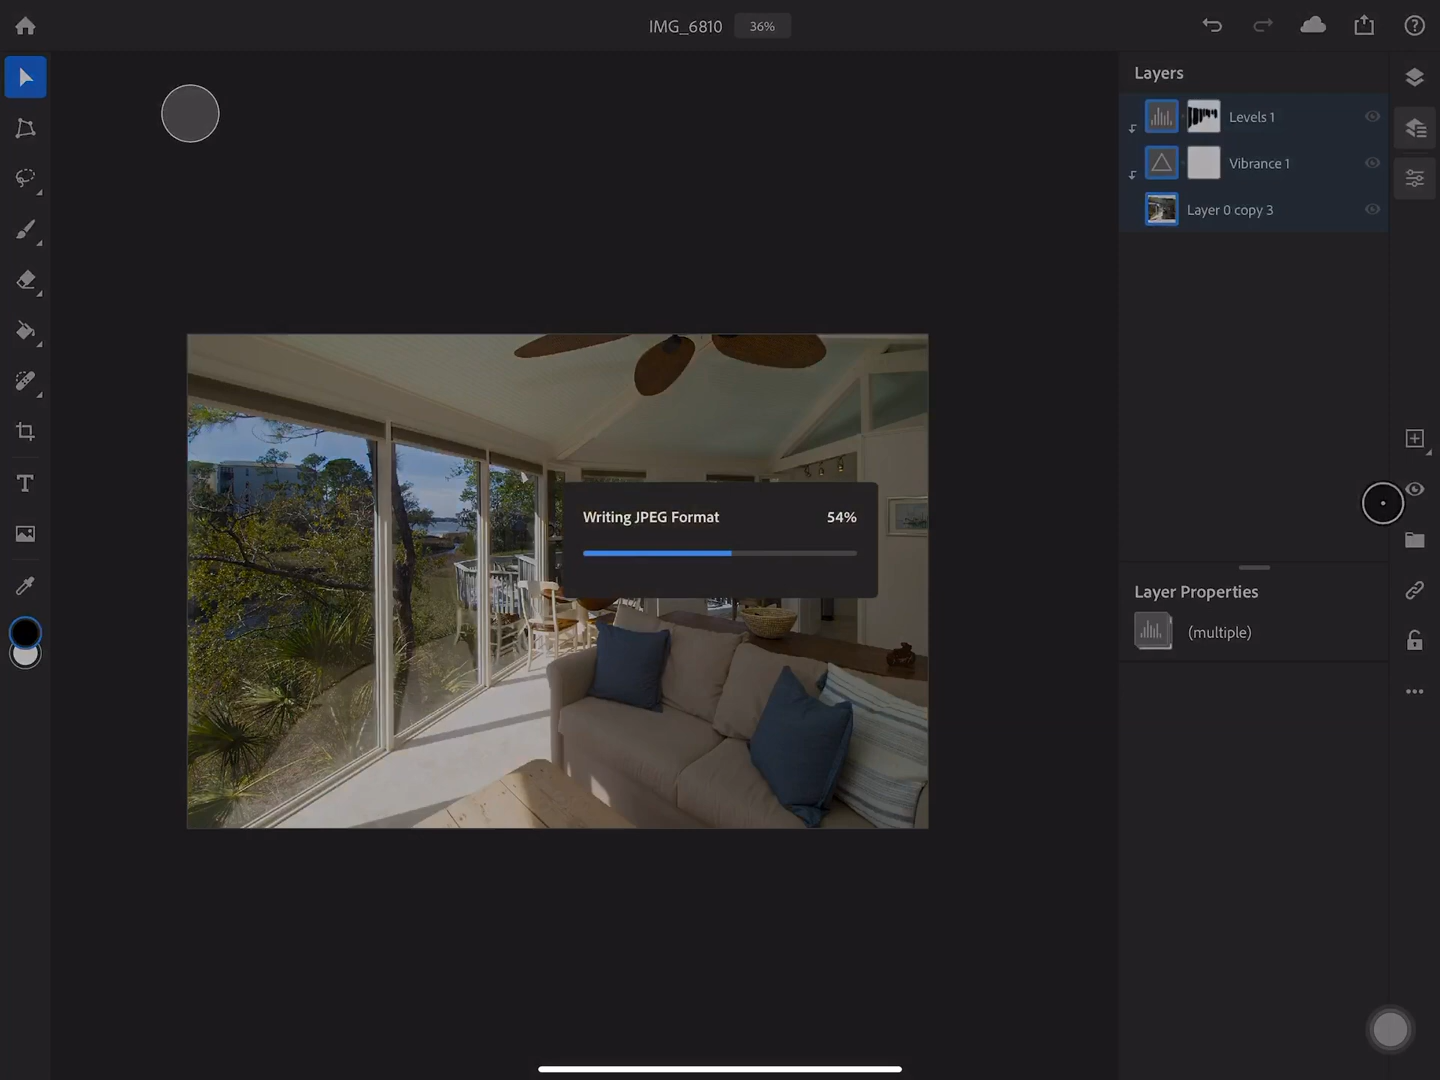 IMG_6810 36%
Layers
Levels 1
Vibrance 1
Layer 0 copy 3
Writing JPEG Format 54%
Layer Properties
(multiple)